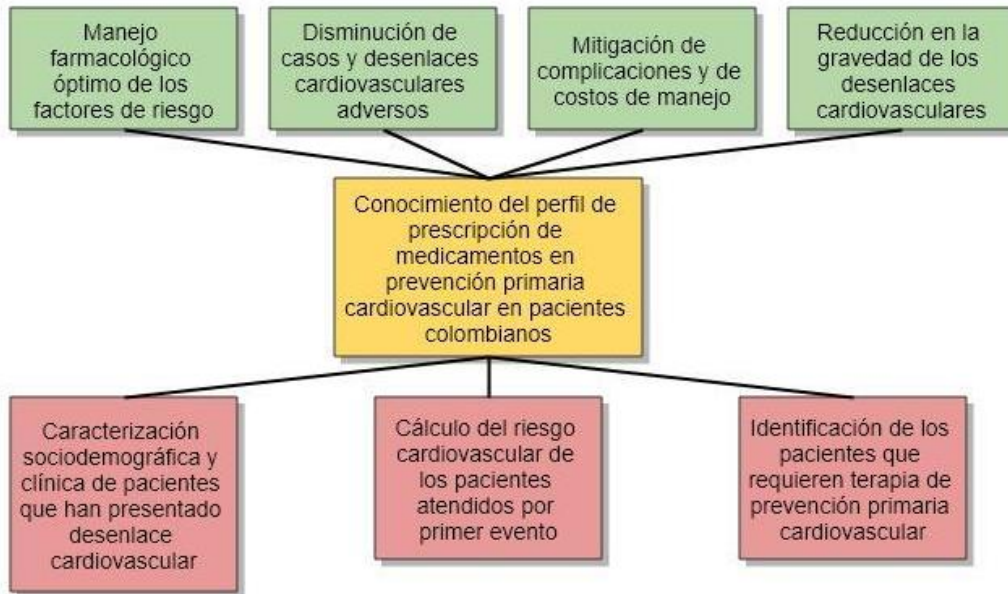 Manejo
farmacológico
óptimo de los
factores de riesgo
Disminución de
casos y desenlaces
cardiovasculares
adversos
Mitigación de
complicaciones y de
costos de manejo
Reducción en la
gravedad de los
desenlaces
cardiovasculares
Conocimiento del perfil de
prescripción de
medicamentos en
prevención primaria
cardiovascular en pacientes
colombianos
Caracterización
sociodemográfica y
clínica de pacientes
que han presentado
desenlace
cardiovascular
Cálculo del riesgo
cardiovascular de
los pacientes
atendidos por
primer evento
Identificación de los
pacientes que
requieren terapia de
prevención primaria
cardiovascular